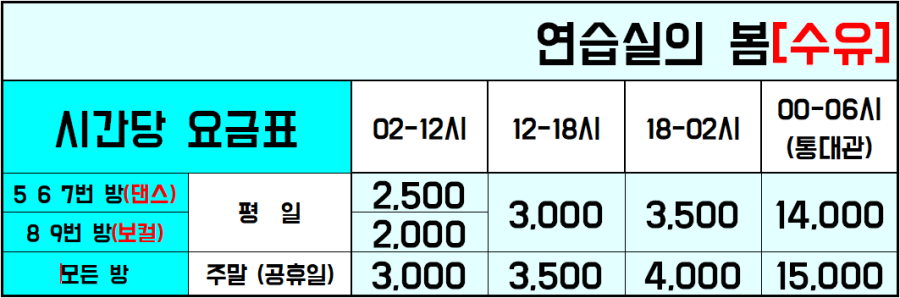 연습실의 봄[수유]
시간당 요금표 02-12시 12-18시 18-02시 00-06시
(통대관)
5 6 7번 방(댄스) 평 일 2,500 3,000 3,500 14,000
8 9번 방(보컬) 2,000
모든 방 주말 (공휴일) 3,000 3,500 4,000 15,000